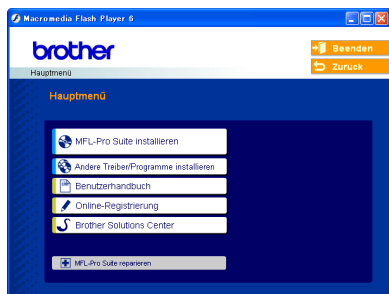 Macromedia Flash Player 6
brother
Beenden
Zurück
Hauptmenü
Hauptmenü
MFL-Pro Suite installieren
Andere Treiber/Programme installieren
Benutzerhandbuch
Online-Registrierung
Brother Solutions Center
MFL-Pro Suite reparieren